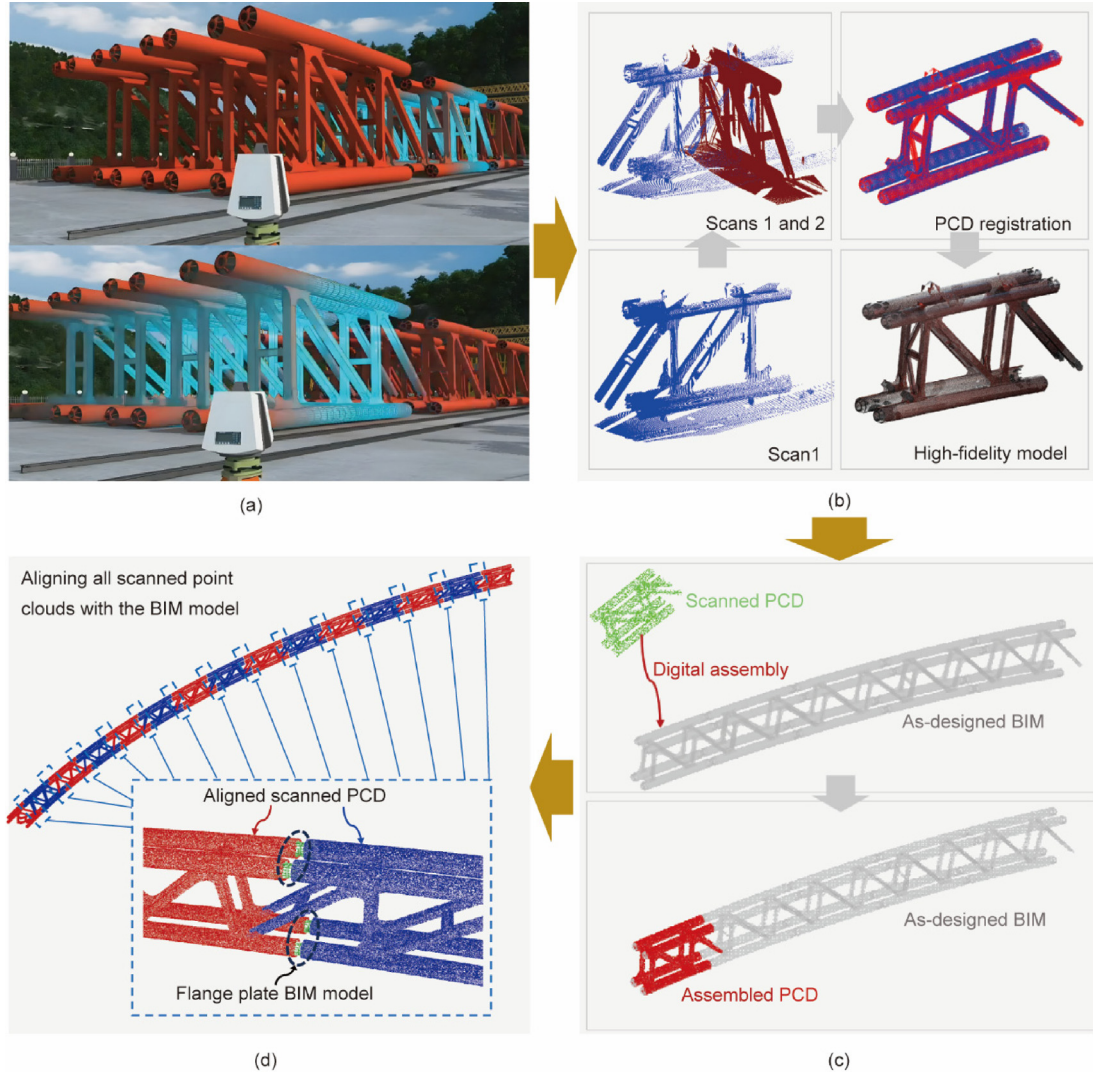 Scans 1 and 2
PCD registration
Scan1
High-fidelity model
(a)
(b)
Aligning all scanned point
clouds with the BIM model
Aligned scanned PCD
Flange plate BIM model
(d)
Scanned PCD
Digital assembly
As-designed BIM
As-designed BIM
Assembled PCD
(c)